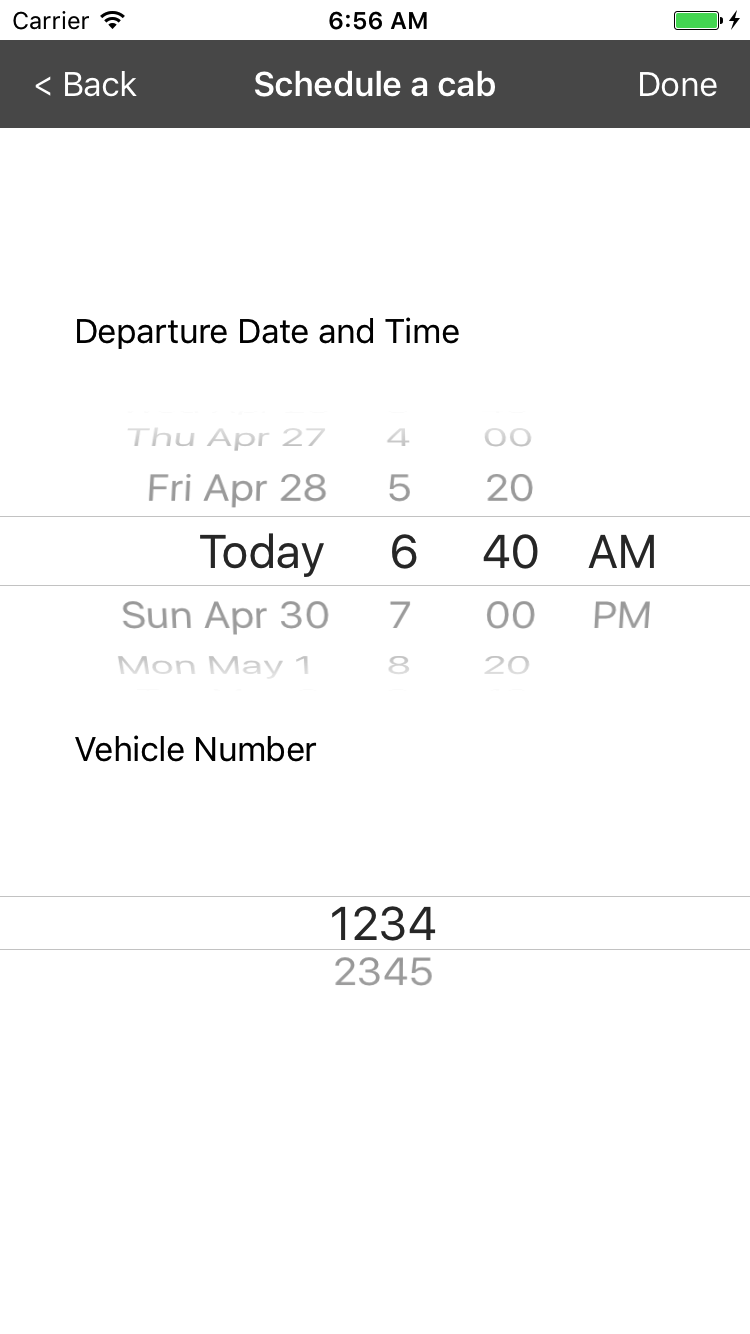 Carrier 6:56 AM
< Back Schedule a cab Done
Departure Date and Time
Thu Apr 27 4 00
Fri Apr 28 5 20
Today 6 40 AM
Sun Apr 30 7 00 PM
Mon May 1 8 20
Vehicle Number
1234
2345